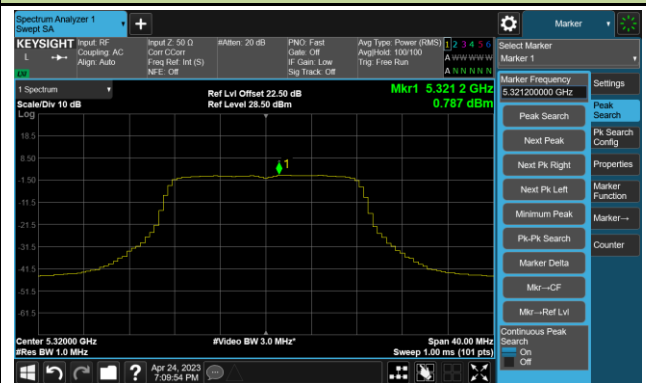 Spectrum Analyzer 1
Swept SA
+
Marker
KEYSIGHT
L
LXI
Input: RF
Coupling: AC
Align: Auto
Input Z: 50 Ω
Corr CCorr
Freq Ref: Int (S)
NFE: Off
#Atten: 20 dB
PNO: Fast
Gate: Off
IF Gain: Low
Sig Track: Off
Avg Type: Power (RMS)
Avg|Hold: 100/100
Trig: Free Run
1 2 3 4 5 6
A W W W W W
A N N N N N
Select Marker
Marker 1
1 Spectrum
Scale/Div 10 dB
Log
Ref Lvl Offset 22.50 dB
Ref Level 28.50 dBm
Mkr1 5.321 2 GHz
0.787 dBm
18.5
8.50
-1.50
-11.5
-21.5
-31.5
-41.5
-51.5
-61.5
1
Center 5.32000 GHz
#Res BW 1.0 MHz
#Video BW 3.0 MHz*
Span 40.00 MHz
Sweep 1.00 ms (101 pts)
Marker Frequency
5.321200000 GHz
Peak Search
Next Peak
Next Pk Right
Next Pk Left
Minimum Peak
Pk-Pk Search
Marker Delta
Mkr→CF
Mkr→Ref Lvl
Continuous Peak
Search
On
Off
Settings
Peak
Search
Pk Search
Config
Properties
Marker
Function
Marker→
Counter
?
Apr 24, 2023
7:09:54 PM